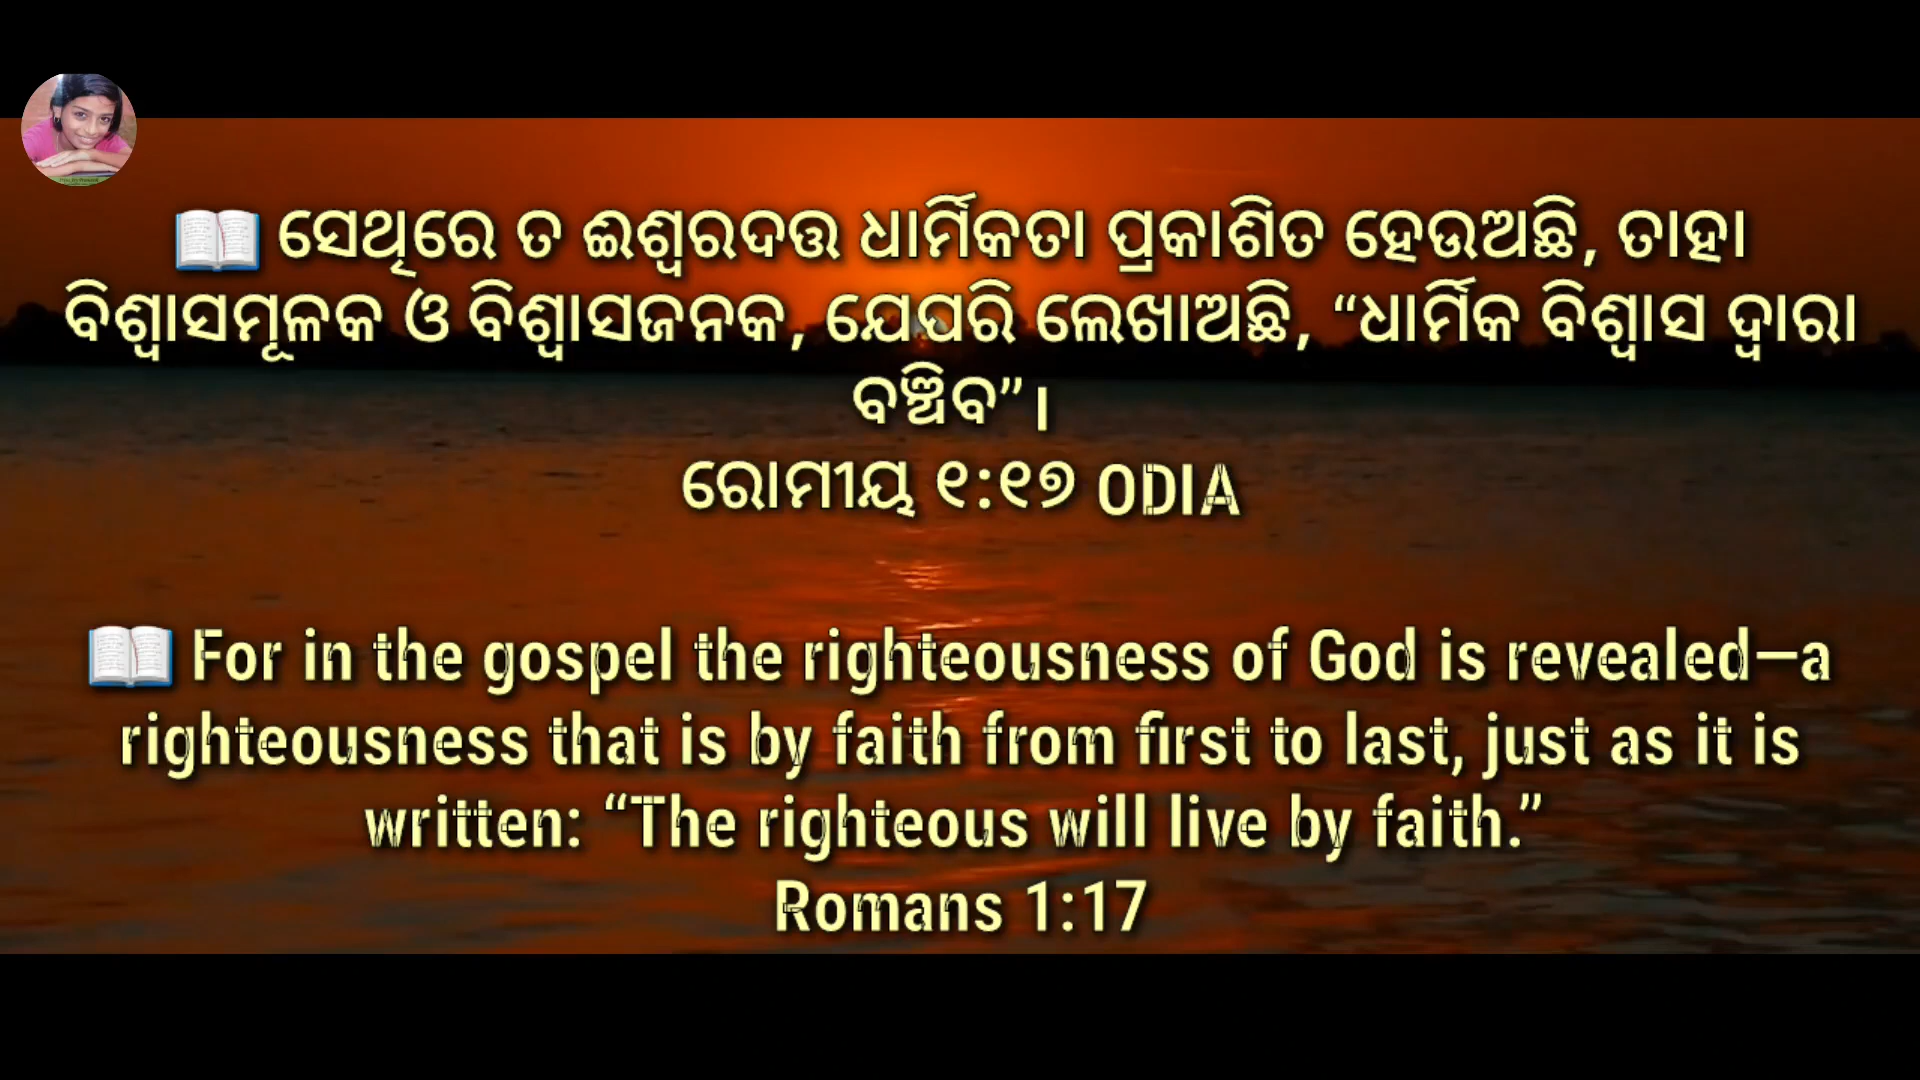 📖 ସେଥିରେ ତ ଈଶ୍ୱରଦତ୍ତ ଧାର୍ମିକତା ପ୍ରକାଶିତ ହେଉଅଛି, ତାହା
ବିଶ୍ୱାସମୂଳକ ଓ ବିଶ୍ୱାସଜନକ, ଯେପରି ଲେଖାଅଛି, “ଧାର୍ମିକ ବିଶ୍ୱାସ ଦ୍ୱାରା
ବଞ୍ଚିବ”।
ରୋମୀୟ ୧:୧୭ ODIA
📖 For in the gospel the righteousness of God is revealed—a
righteousness that is by faith from first to last, just as it is
written: “The righteous will live by faith.”
Romans 1:17